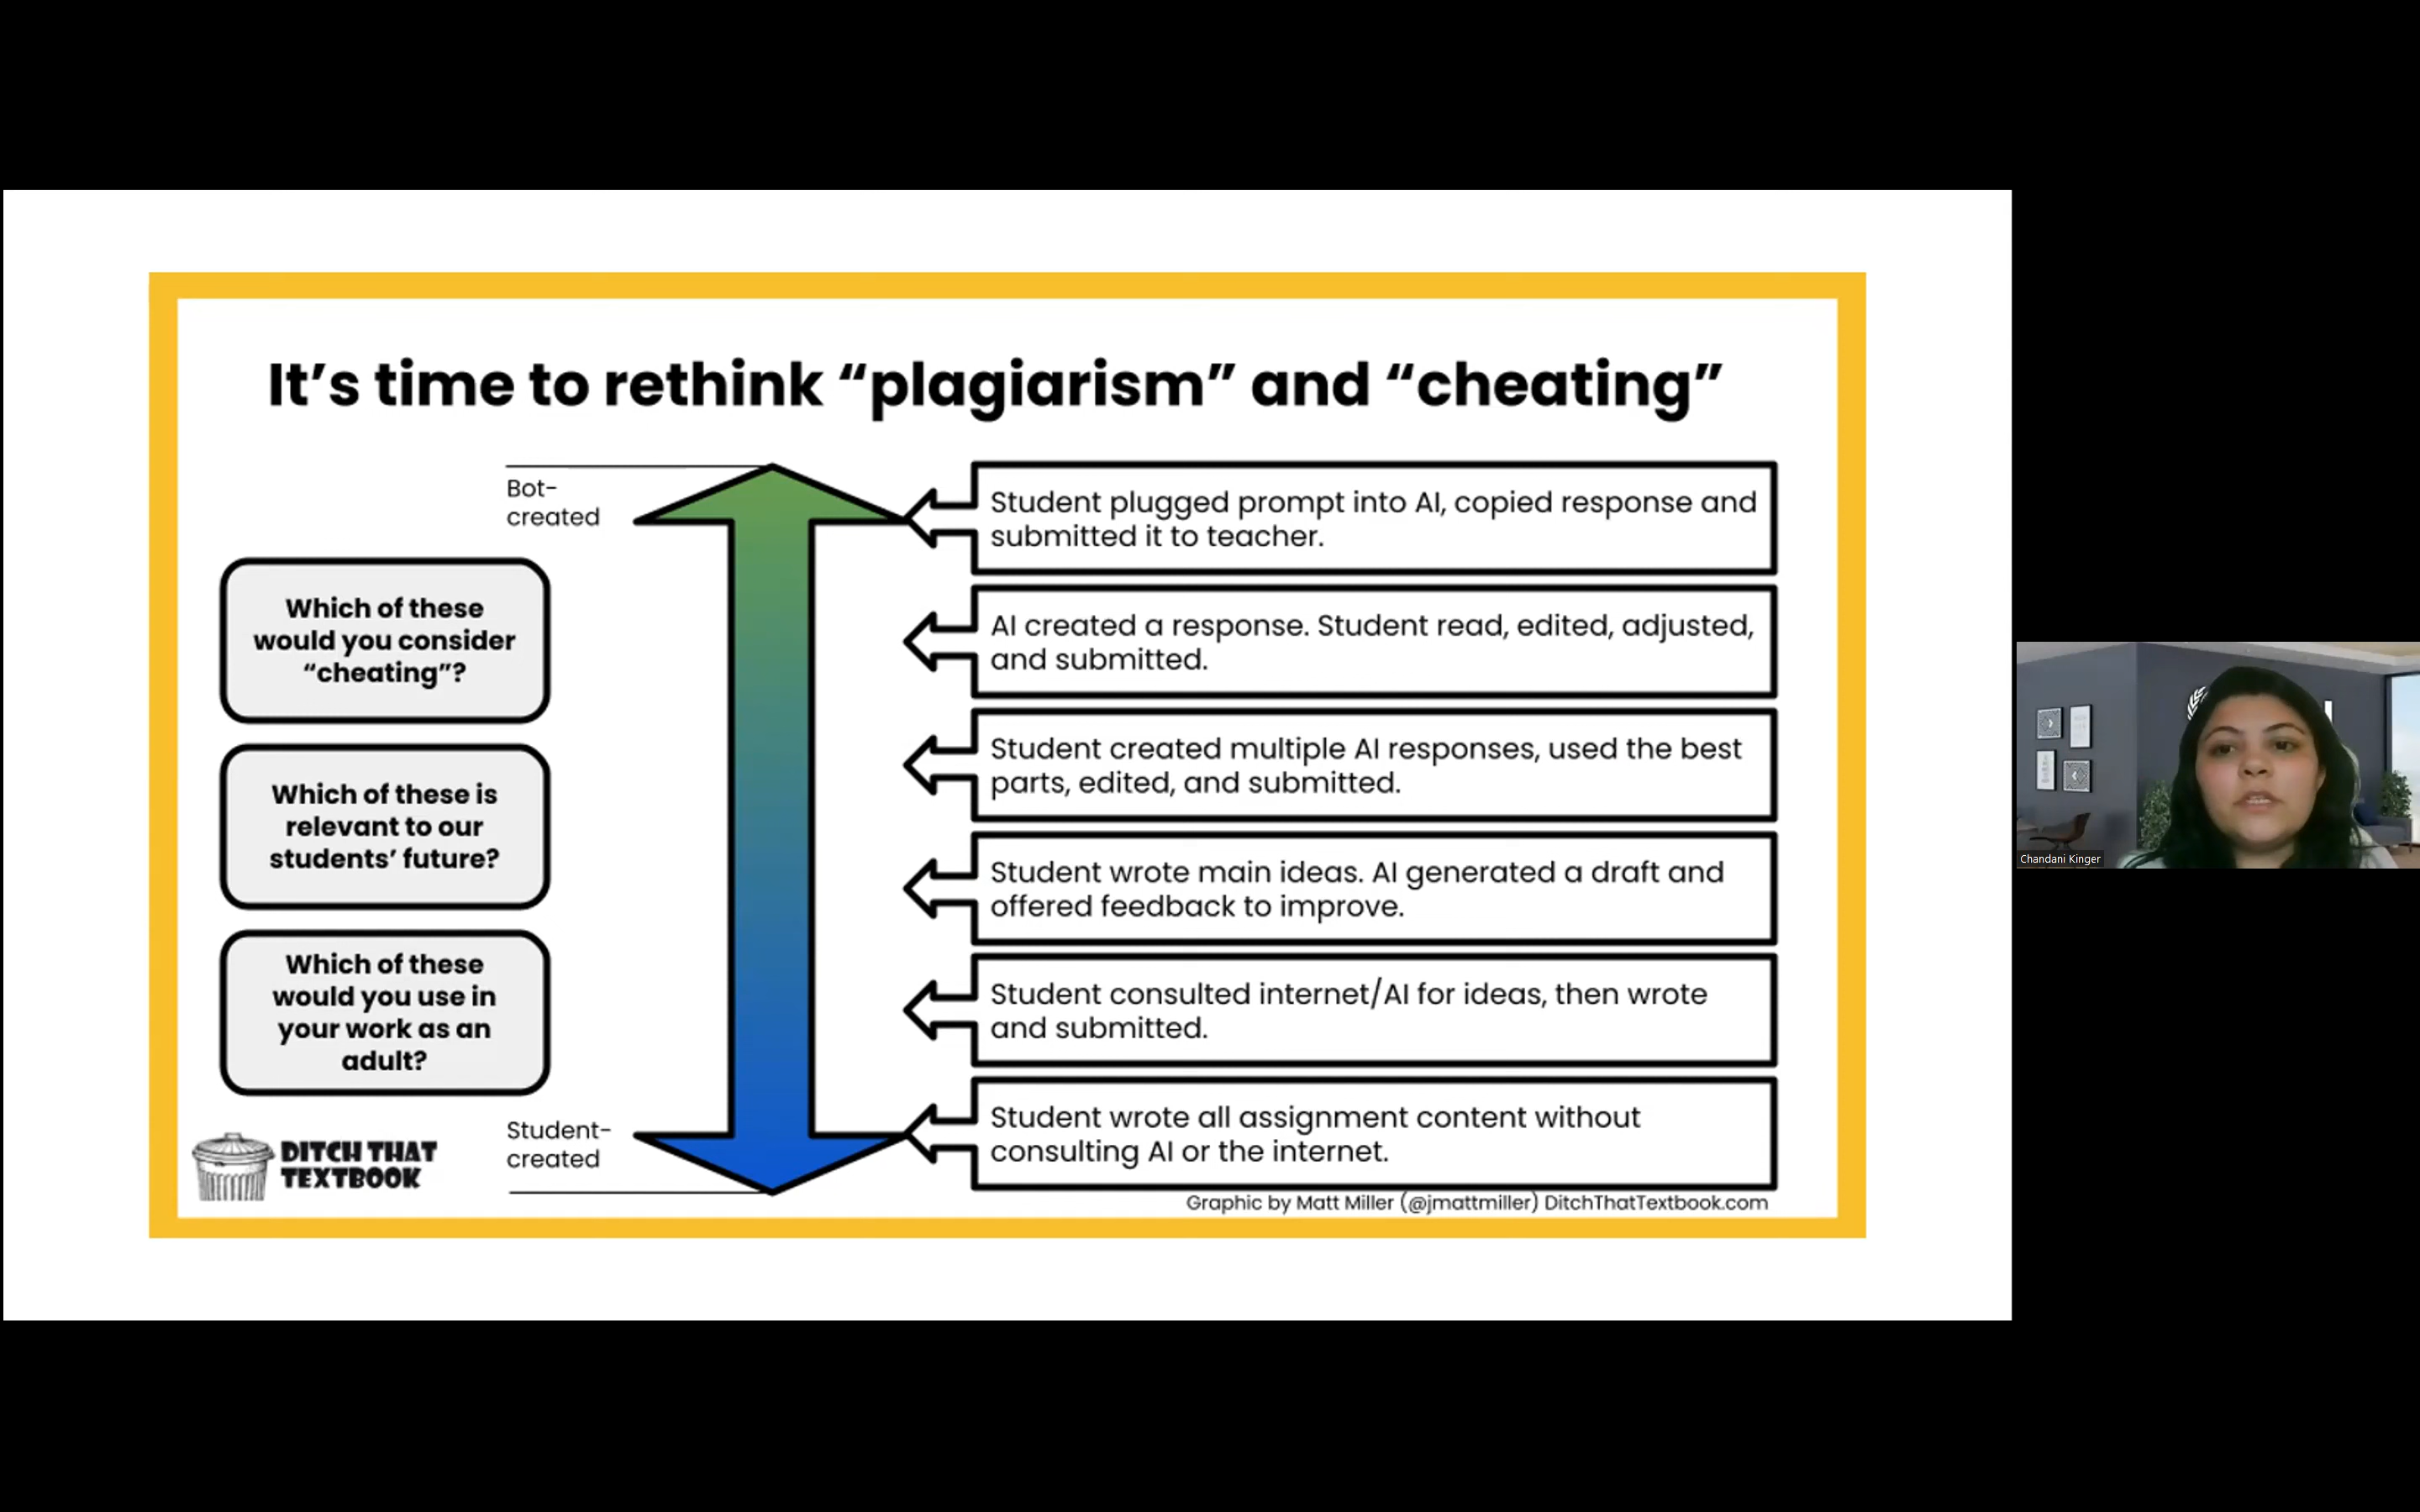 It’s time to rethink “plagiarism” and “cheating”
Bot-
created
Which of these
would you consider
“cheating”?
Which of these is
relevant to our
students’ future?
Which of these
would you use in
your work as an
adult?
Student-
created
DITCH THAT
TEXTBOOK
Student plugged prompt into AI, copied response and
submitted it to teacher.
AI created a response. Student read, edited, adjusted,
and submitted.
Student created multiple AI responses, used the best
parts, edited, and submitted.
Student wrote main ideas. AI generated a draft and
offered feedback to improve.
Student consulted internet/AI for ideas, then wrote
and submitted.
Student wrote all assignment content without
consulting AI or the internet.
Graphic by Matt Miller (@jmattmiller) DitchThatTextbook.com
Chandani Kinger